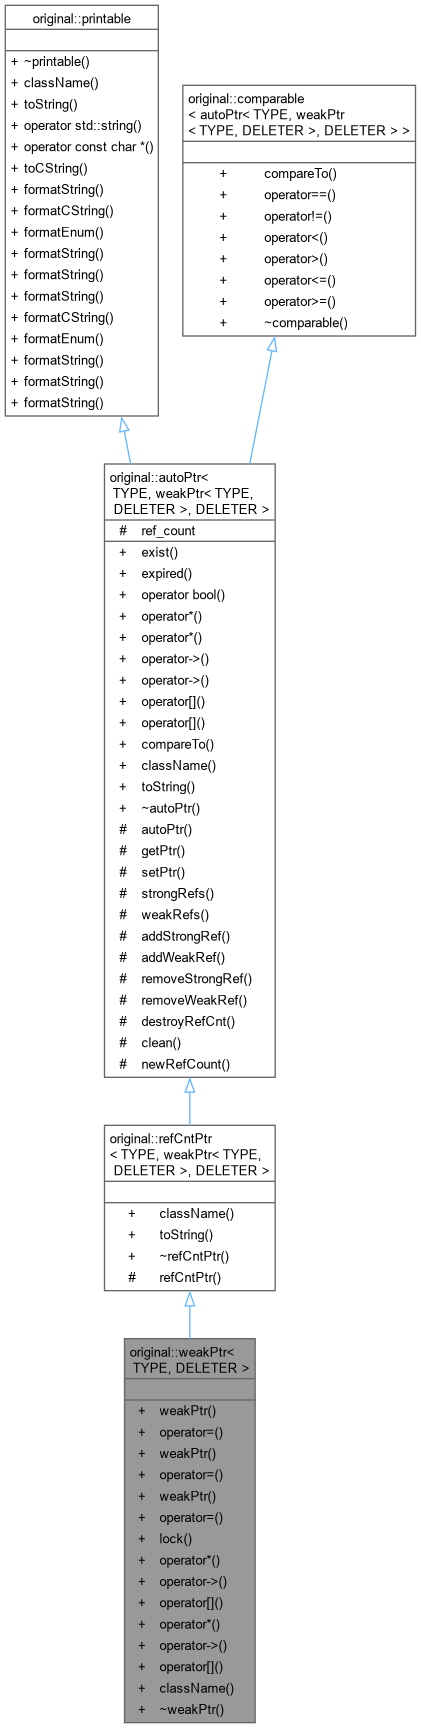 original::printable
+ ~printable()
+ className()
+ toString()
+ operator std::string()
+ operator const char *()
+ toCString()
+ formatString()
+ formatCString()
+ formatEnum()
+ formatString()
+ formatString()
+ formatString()
+ formatCString()
+ formatEnum()
+ formatString()
+ formatString()
+ formatString()
original::comparable
< autoPtr< TYPE, weakPtr
< TYPE, DELETER >, DELETER > >
+ compareTo()
+ operator==()
+ operator!=()
+ operator<()
+ operator>()
+ operator<=()
+ operator>=()
+ ~comparable()
original::autoPtr<
TYPE, weakPtr< TYPE,
DELETER >, DELETER >
# ref_count
+ exist()
+ expired()
+ operator bool()
+ operator*()
+ operator*()
+ operator->()
+ operator->()
+ operator[]()
+ operator[]()
+ compareTo()
+ className()
+ toString()
+ ~autoPtr()
# autoPtr()
# getPtr()
# setPtr()
# strongRefs()
# weakRefs()
# addStrongRef()
# addWeakRef()
# removeStrongRef()
# removeWeakRef()
# destroyRefCnt()
# clean()
# newRefCount()
original::refCntPtr
< TYPE, weakPtr< TYPE,
DELETER >, DELETER >
+ className()
+ toString()
+ ~refCntPtr()
# refCntPtr()
original::weakPtr<
TYPE, DELETER >
+ weakPtr()
+ operator=()
+ weakPtr()
+ operator=()
+ weakPtr()
+ operator=()
+ lock()
+ operator*()
+ operator->()
+ operator[]()
+ operator*()
+ operator->()
+ operator[]()
+ className()
+ ~weakPtr()